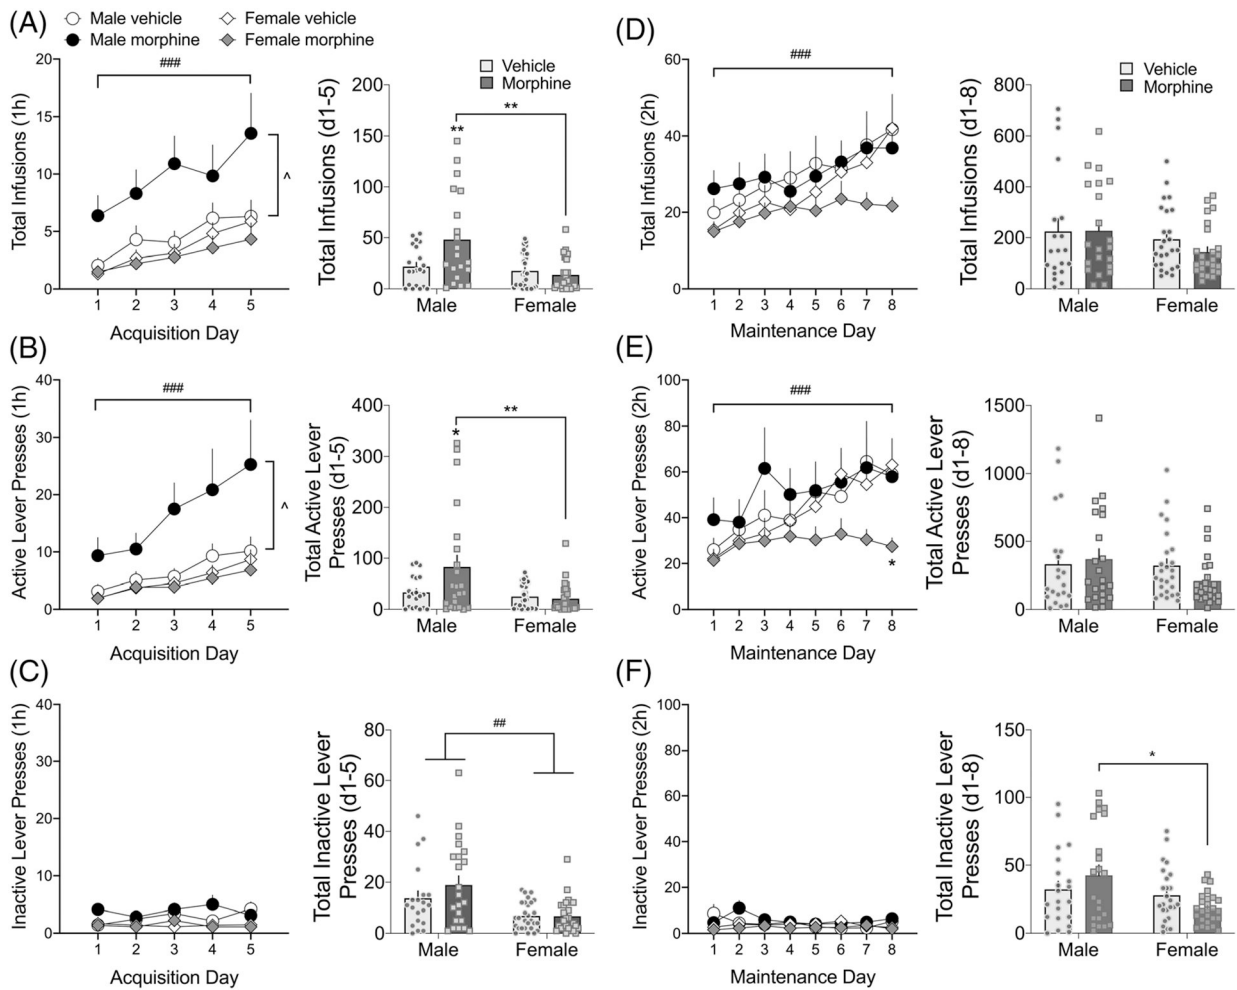 (A)
Male vehicle
Female vehicle
Male morphine
Female morphine
Total Infusions (1h)
20
15
10
5
0
###
^
1 2 3 4 5
Acquisition Day
Total Infusions (d1-5)
200
150
100
50
0
Vehicle
Morphine
**
**
Male Female
(D)
Total Infusions (2h)
60
40
20
0
###
1 2 3 4 5 6 7 8
Maintenance Day
Total Infusions (d1-8)
800
600
400
200
0
Vehicle
Morphine
Male Female
(B)
Active Lever Presses (1h)
40
30
20
10
0
###
^
1 2 3 4 5
Acquisition Day
Total Active Lever
Presses (d1-5)
400
300
200
100
0
*
**
Male Female
(E)
Active Lever Presses (2h)
100
80
60
40
20
0
###
*
1 2 3 4 5 6 7 8
Maintenance Day
Total Active Lever
Presses (d1-8)
1500
1000
500
0
Male Female
(C)
Inactive Lever Presses (1h)
40
30
20
10
0
1 2 3 4 5
Acquisition Day
Total Inactive Lever
Presses (d1-5)
80
60
40
20
0
##
Male Female
(F)
Inactive Lever Presses (2h)
100
80
60
40
20
0
1 2 3 4 5 6 7 8
Maintenance Day
Total Inactive Lever
Presses (d1-8)
150
100
50
0
*
Male Female